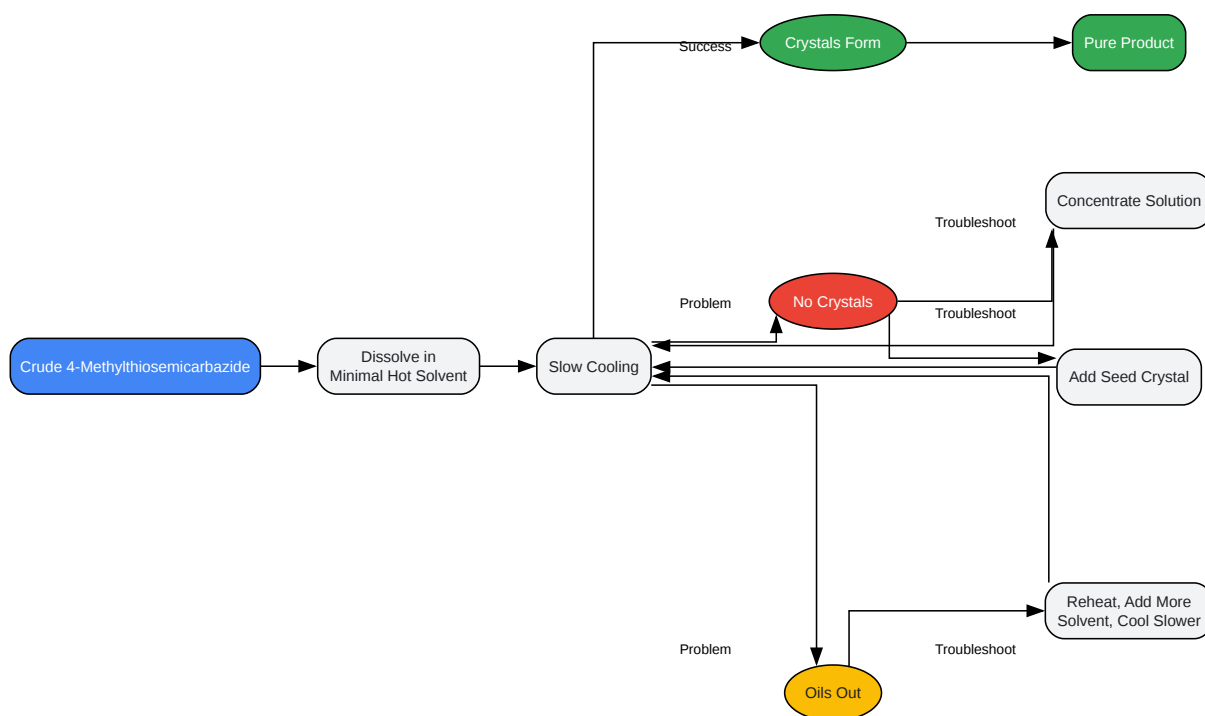 Success
Crystals Form
Pure Product
Concentrate Solution
Troubleshoot
Problem
No Crystals
Troubleshoot
Crude 4-Methylthiosemicarbazide
Dissolve in
Minimal Hot Solvent
Slow Cooling
Add Seed Crystal
Reheat, Add More
Solvent, Cool Slower
Problem
Troubleshoot
Oils Out